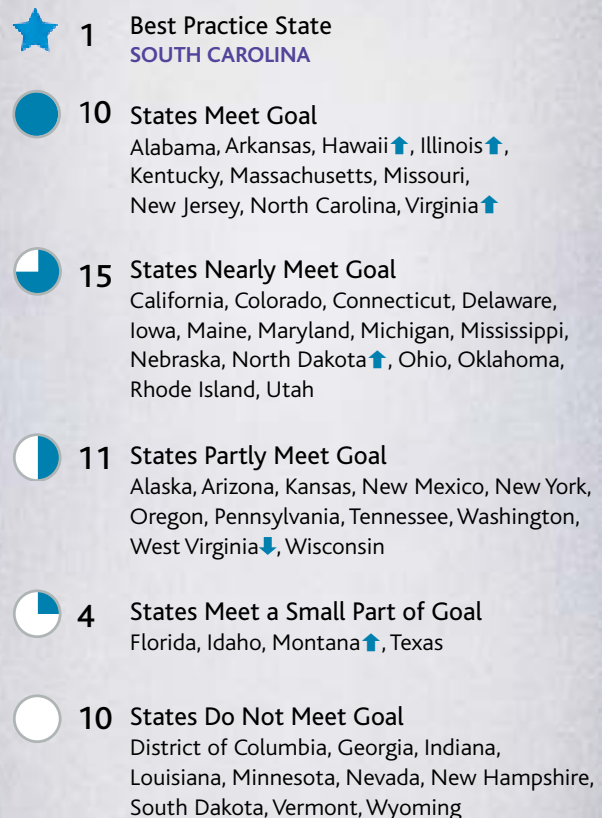 1 Best Practice State
SOUTH CAROLINA
10 States Meet Goal
Alabama, Arkansas, Hawaii⬆, Illinois⬆,
Kentucky, Massachusetts, Missouri,
New Jersey, North Carolina, Virginia⬆
15 States Nearly Meet Goal
California, Colorado, Connecticut, Delaware,
Iowa, Maine, Maryland, Michigan, Mississippi,
Nebraska, North Dakota⬆, Ohio, Oklahoma,
Rhode Island, Utah
11 States Partly Meet Goal
Alaska, Arizona, Kansas, New Mexico, New York,
Oregon, Pennsylvania, Tennessee, Washington,
West Virginia⬇, Wisconsin
4 States Meet a Small Part of Goal
Florida, Idaho, Montana⬆, Texas
10 States Do Not Meet Goal
District of Columbia, Georgia, Indiana,
Louisiana, Minnesota, Nevada, New Hampshire,
South Dakota, Vermont, Wyoming